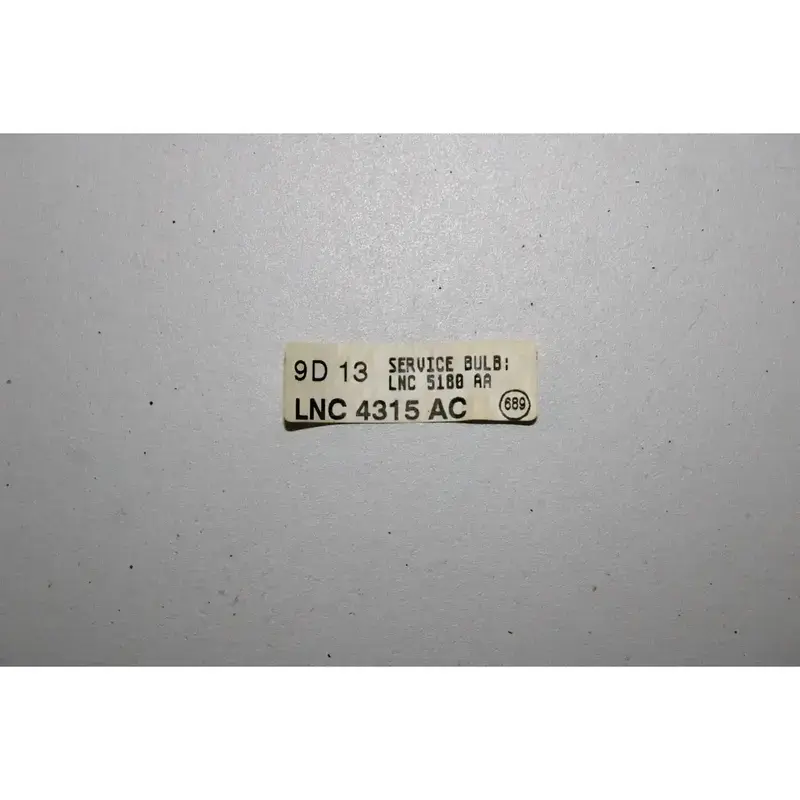 9D 13 SERVICE BULB:
LNC 5180 AA
LNC 4315 AC 689